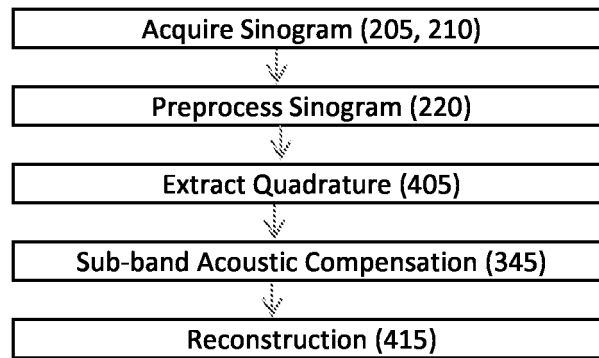 Acquire Sinogram (205, 210)
Preprocess Sinogram (220)
Extract Quadrature (405)
Sub-band Acoustic Compensation (345)
Reconstruction (415)